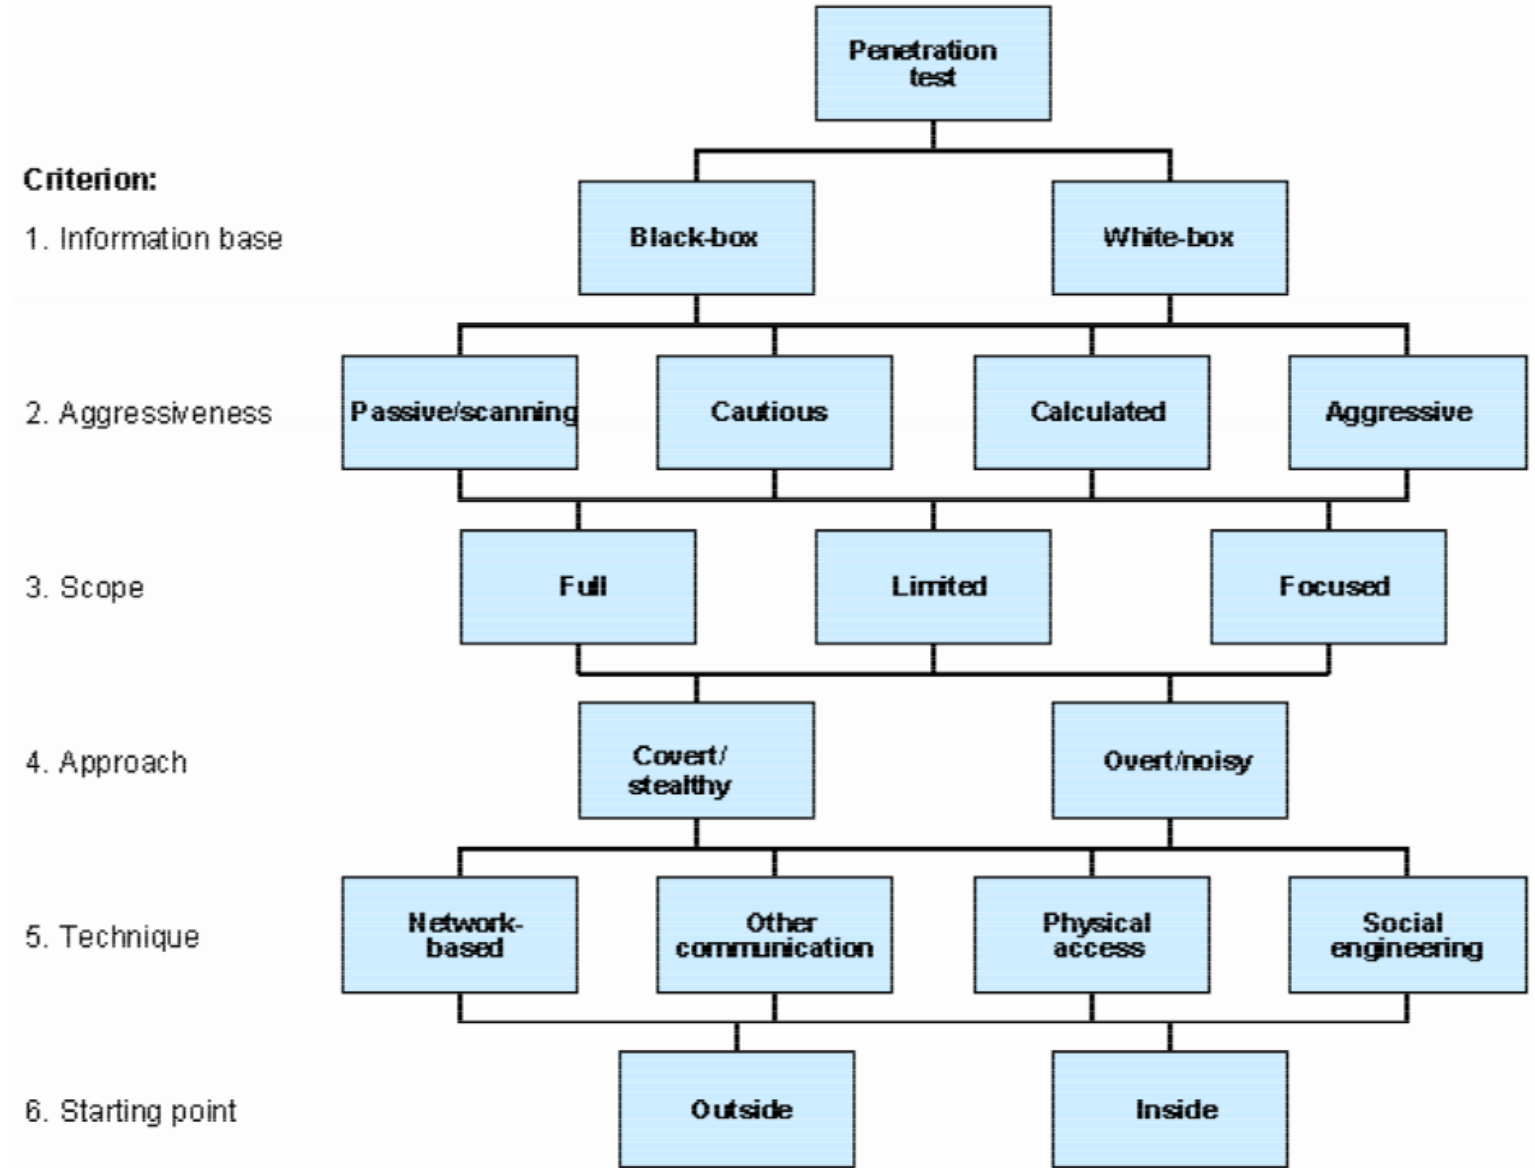 Penetration
test
Criterion:
1. Information base
Black-box
White-box
2. Aggressiveness
Passive/scanning
Cautious
Calculated
Aggressive
3. Scope
Full
Limited
Focused
4. Approach
Covert/
stealthy
Overt/noisy
5. Technique
Network-
based
Other
communication
Physical
access
Social
engineering
6. Starting point
Outside
Inside